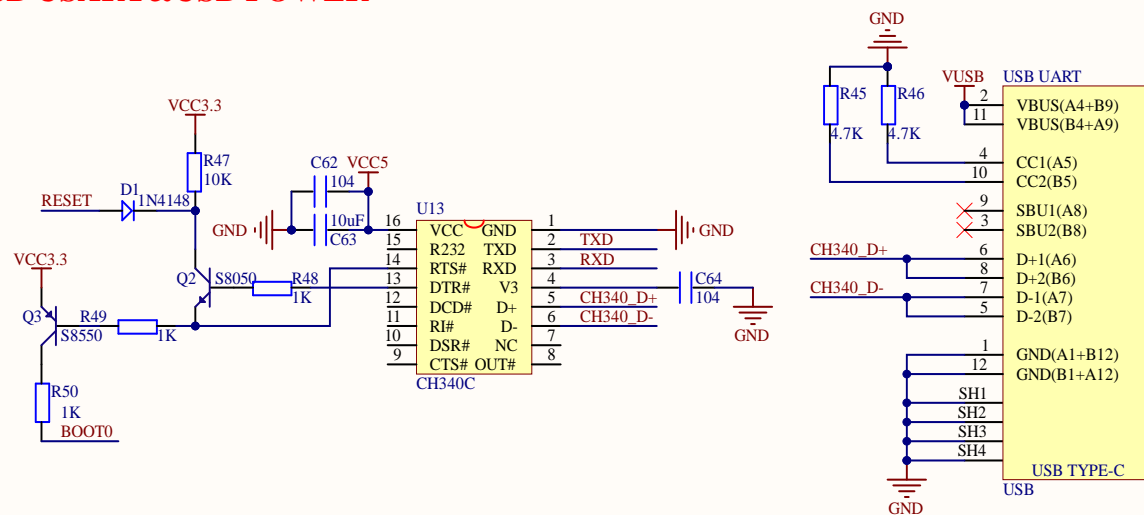 GND
VUSB
USB UART
R45
R46
4.7K
4.7K
2
VBUS(A4+B9)
11
VBUS(B4+A9)
4
CC1(A5)
10
CC2(B5)
9
SBU1(A8)
3
SBU2(B8)
CH340_D+
6
D+1(A6)
8
D+2(B6)
CH340_D-
7
D-1(A7)
5
D-2(B7)
1
GND(A1+B12)
12
GND(B1+A12)
SH1
SH2
SH3
SH4
USB TYPE-C
USB
GND
VCC3.3
R47
10K
D1
1N4148
RESET
C62
104
VCC5
GND
10uF
C63
U13
16
VCC
GND
1
GND
15
R232
TXD
2
TXD
14
RTS#
RXD
3
RXD
13
DTR#
V3
4
C64
104
GND
12
DCD#
D+
5
CH340_D+
11
RI#
D-
6
CH340_D-
10
DSR#
NC
7
9
CTS#
OUT#
8
CH340C
Q2
S8050
R48
1K
VCC3.3
Q3
S8550
R49
1K
R50
1K
BOOT0